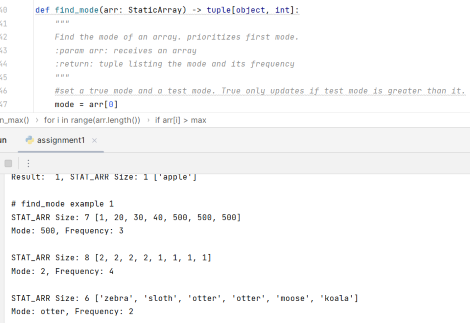 40 def find_mode(arr: StaticArray) -> tuple[object, int]:
41 """
42 Find the mode of an array. prioritizes first mode.
43 :param arr: receives an array
44 :return: tuple listing the mode and its frequency
45 """
46 #set a true mode and a test mode. True only updates if test mode is greater than it.
47 mode = arr[0]
n_max() › for i in range(arr.length()) › if arr[i] > max
un assignment1 ×
Result: 1, STAT_ARR Size: 1 ['apple']
# find_mode example 1
STAT_ARR Size: 7 [1, 20, 30, 40, 500, 500, 500]
Mode: 500, Frequency: 3
STAT_ARR Size: 8 [2, 2, 2, 2, 1, 1, 1, 1]
Mode: 2, Frequency: 4
STAT_ARR Size: 6 ['zebra', 'sloth', 'otter', 'otter', 'moose', 'koala']
Mode: otter, Frequency: 2